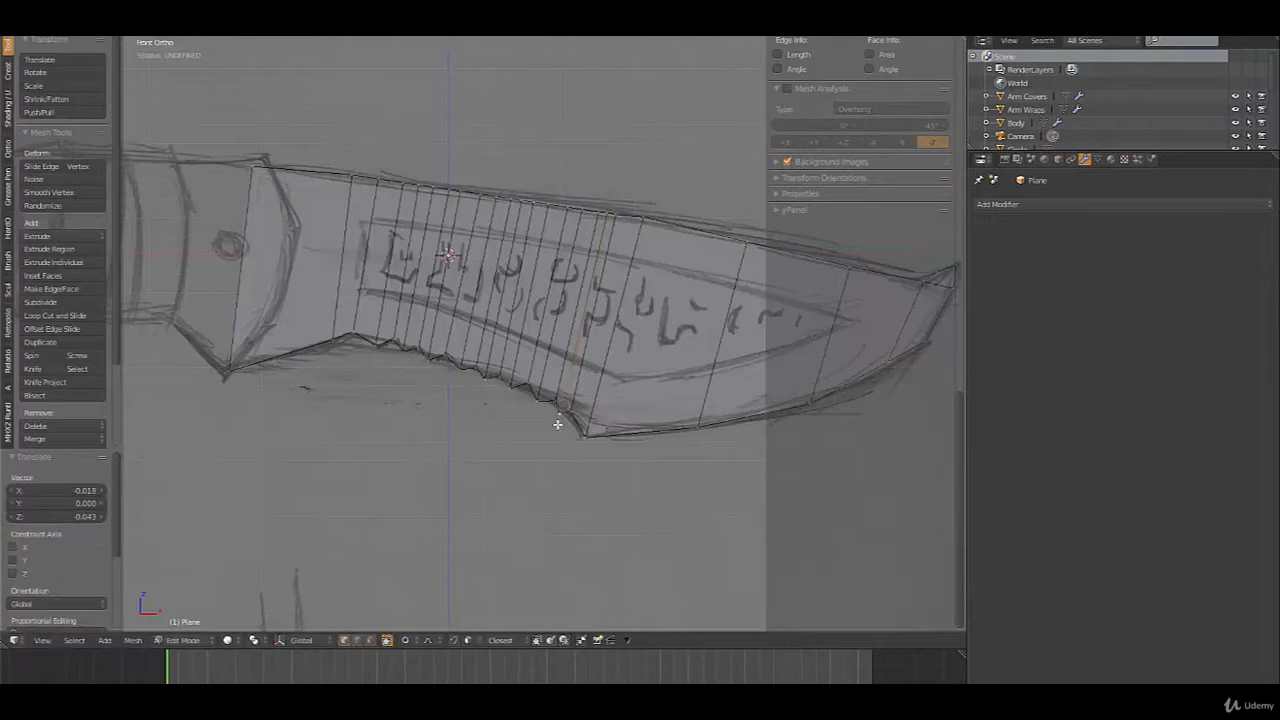 Transform
Translate
Rotate
Scale
Shrink/Fatten
Push/Pull
Mesh Tools
Deform:
Slide Edge Vertex
Noise
Smooth Vertex
Randomize
Add:
Extrude
Extrude Region
Extrude Individual
Inset Faces
Make Edge/Face
Subdivide
Loop Cut and Slide
Offset Edge Slide
Duplicate
Spin Screw
Knife Select
Knife Project
Bisect
Remove:
Delete
Merge
Translate
Vector
X: -0.018
Y: 0.000
Z: -0.043
Constraint Axis
X
Y
Z
Orientation
Global
Proportional Editing
Front Ortho
(1) Plane
View Select Add Mesh Edit Mode Global Closest
Edge Info: Face Info:
Length Area
Angle Angle
Mesh Analysis
Type: Overhang
0° 45°
+X +Y +Z -X -Y -Z
Background Images
Transform Orientations
Properties
View Search All Scenes
Scene
RenderLayers
World
Arm Covers
Arm Wraps
Body
Camera
Plane
Add Modifier
Udemy